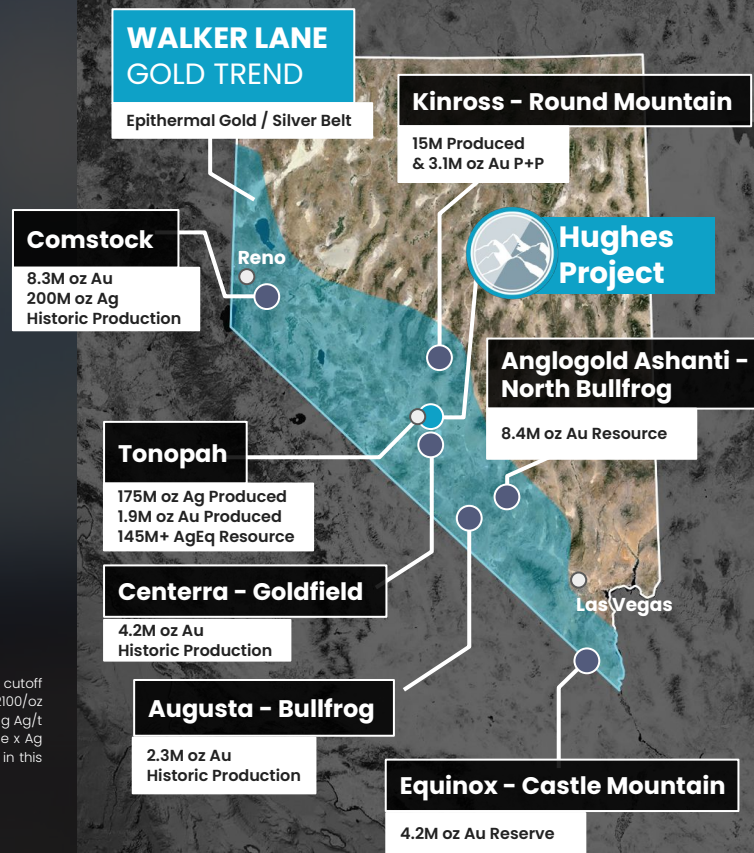 WALKER LANE
GOLD TREND
Epithermal Gold / Silver Belt
Kinross – Round Mountain
15M Produced
& 3.1M oz Au P+P
Hughes
Project
Comstock
8.3M oz Au
200M oz Ag
Historic Production
Reno
Anglogold Ashanti –
North Bullfrog
8.4M oz Au Resource
Tonopah
175M oz Ag Produced
1.9M oz Au Produced
145M+ AgEq Resource
Centerra – Goldfield
4.2M oz Au
Historic Production
Las Vegas
Augusta – Bullfrog
2.3M oz Au
Historic Production
Equinox – Castle Mountain
4.2M oz Au Reserve
cutoff
2100/oz
g Ag/t
e x Ag
in this